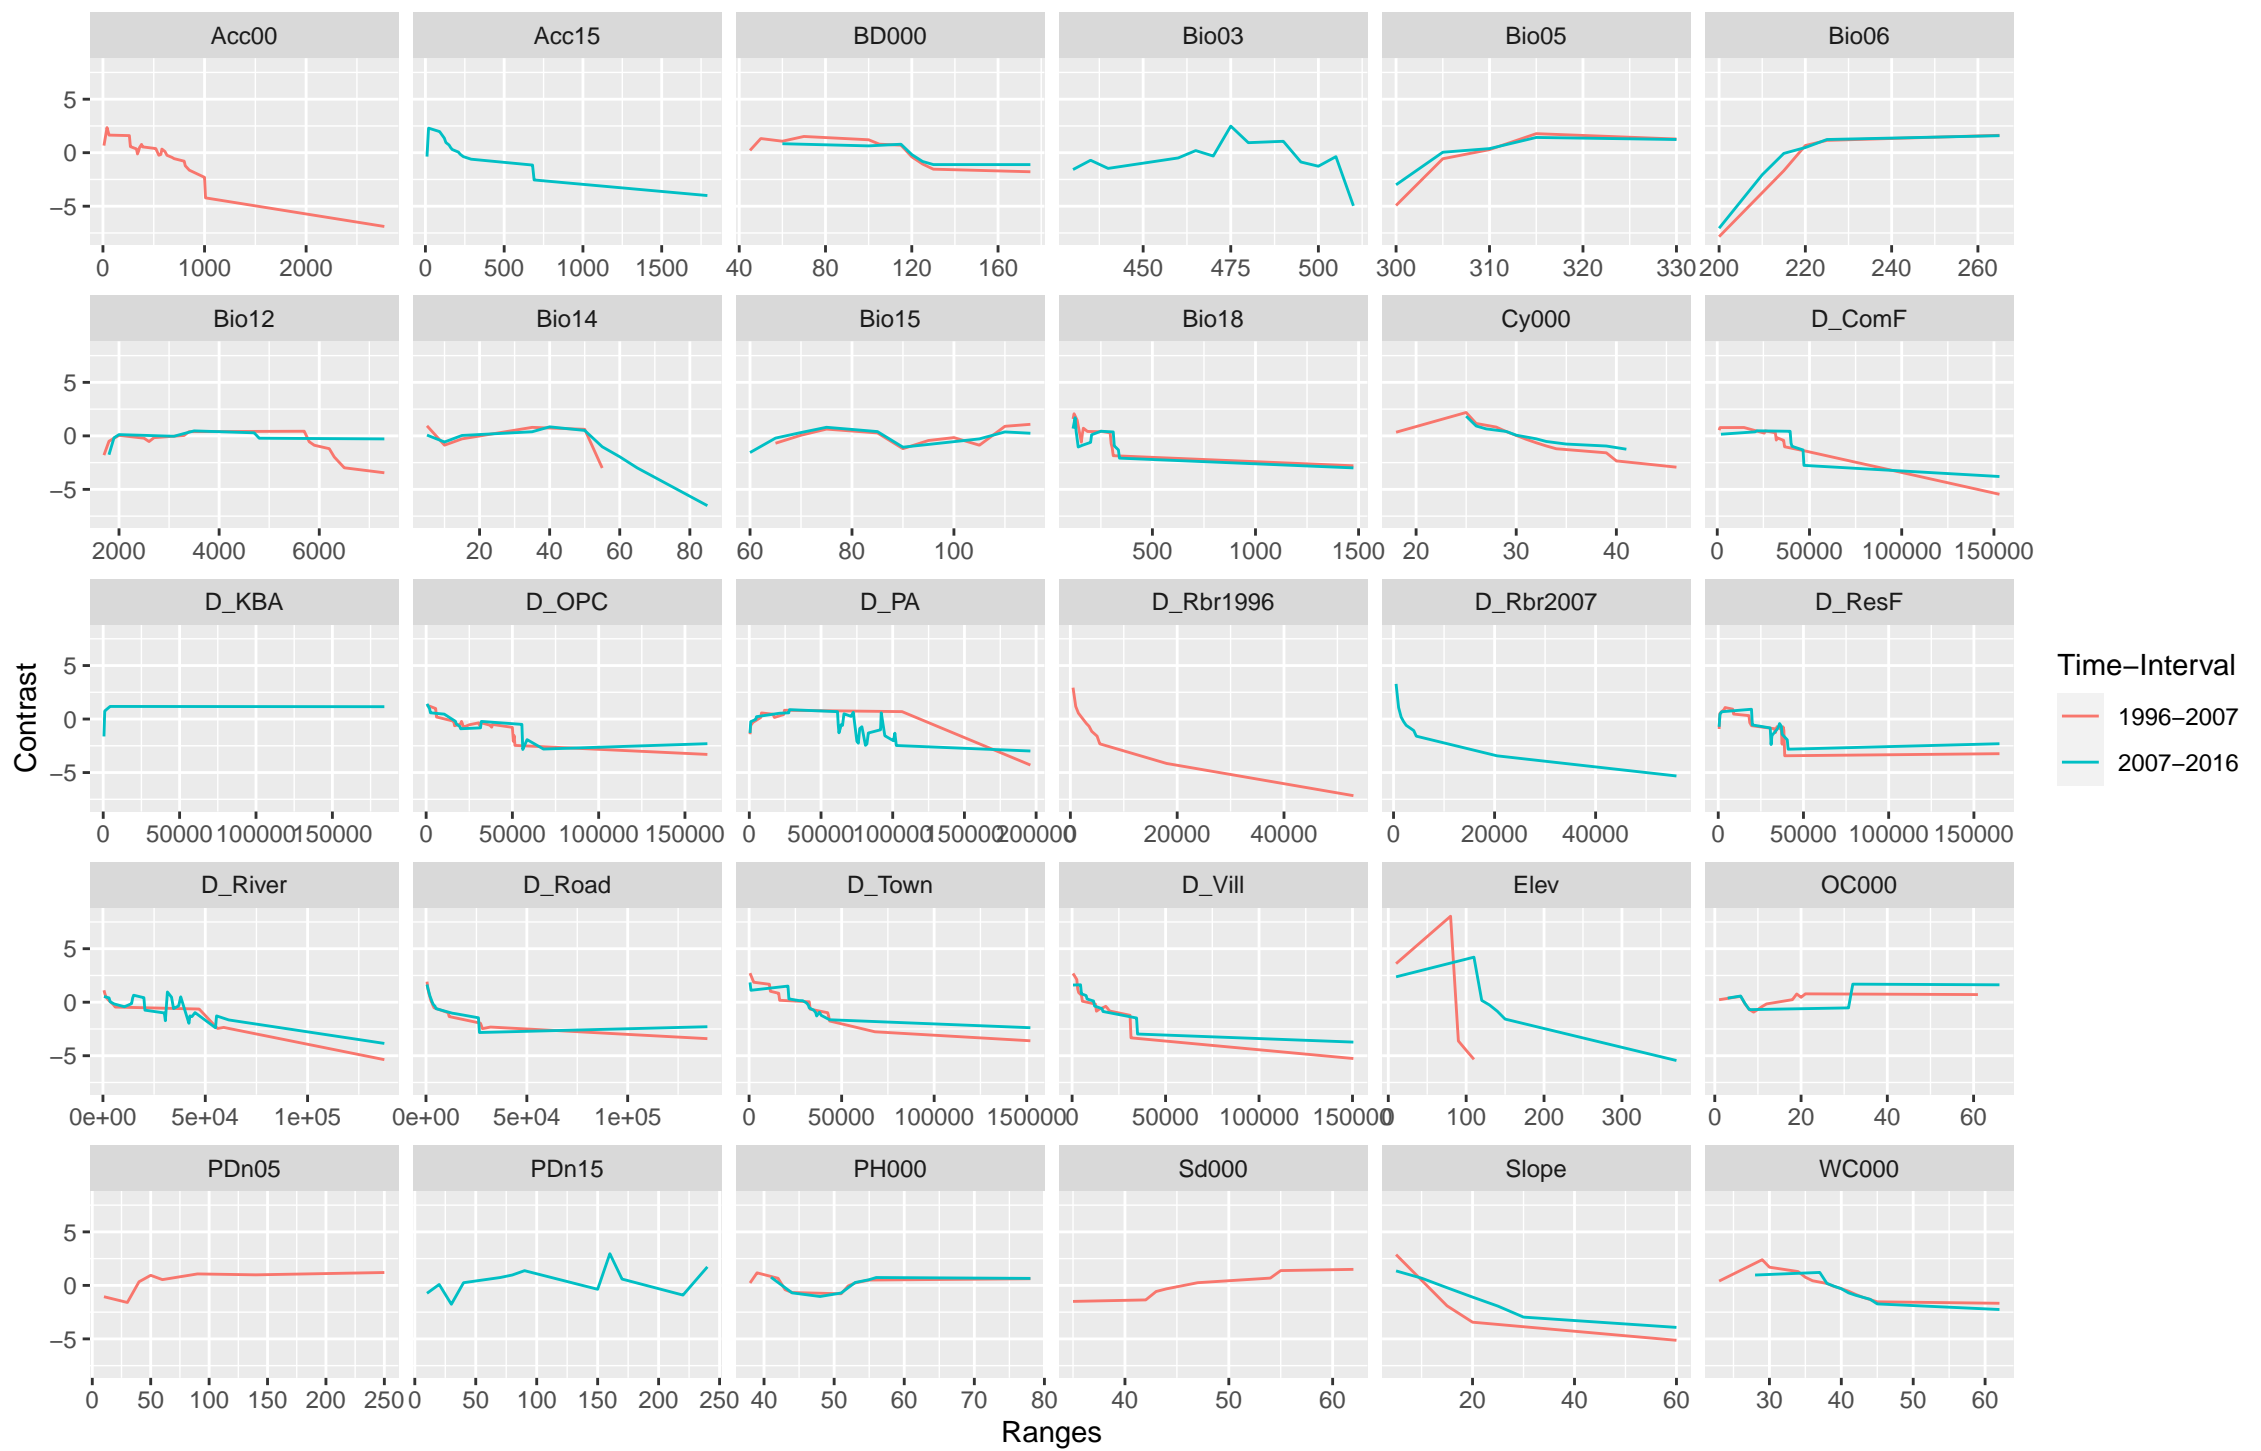 Acc00 Acc15 BD000 Bio03 Bio05 Bio06
5
0
−5
0 1000 2000 0 500 1000 1500 40 80 120 160 450 475 500 300 310 320 330 200 220 240 260
Bio12 Bio14 Bio15 Bio18 Cy000 D_ComF
5
0
−5
2000 4000 6000 20 40 60 80 60 80 100 500 1000 1500 20 30 40 0 50000 100000 150000
D_KBA D_OPC D_PA D_Rbr1996 D_Rbr2007 D_ResF
5
0
−5
0 50000 100000 150000 0 50000 100000 150000 0 50000 100000 150000 200000 0 20000 40000 0 20000 40000 0 50000 100000 150000
D_River D_Road D_Town D_Vill Elev OC000
5
0
−5
0e+00 5e+04 1e+05 0e+00 5e+04 1e+05 0 50000 100000 150000 0 50000 100000 150000 0 100 200 300 0 20 40 60
PDn05 PDn15 PH000 Sd000 Slope WC000
5
0
−5
0 50 100 150 200 250 0 50 100 150 200 250 40 50 60 70 80 40 50 60 20 40 60 30 40 50 60
Ranges
Contrast
Time−Interval
1996−2007
2007−2016